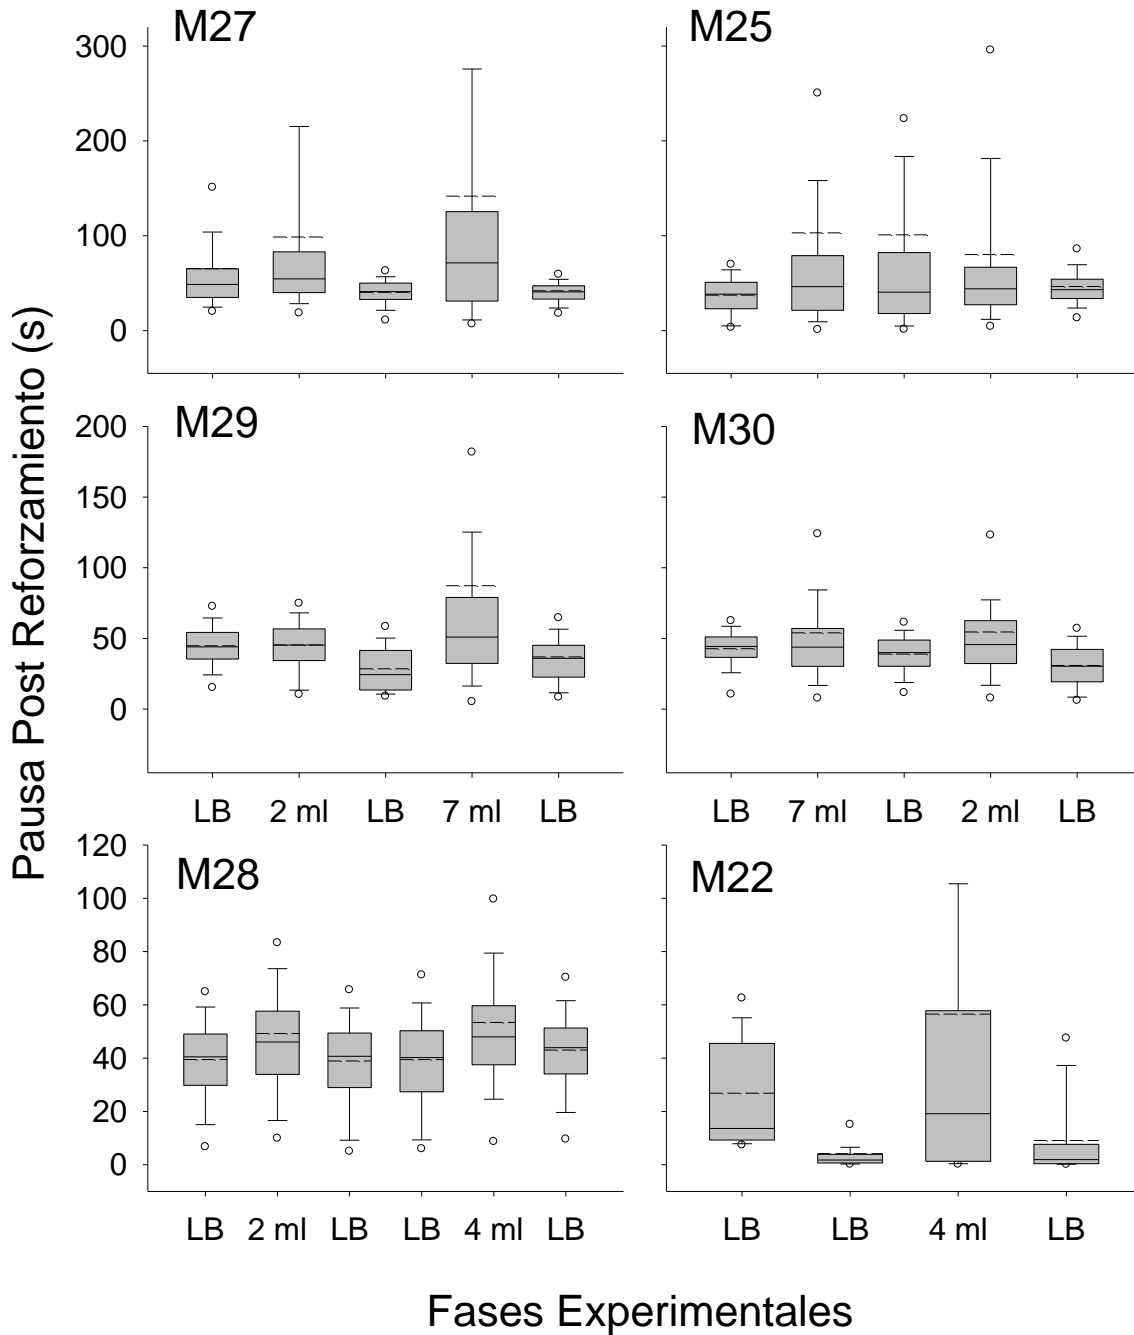 M27
M25
300
200
100
0
M29
M30
200
150
100
50
0
LB 2 ml LB 7 ml LB
LB 7 ml LB 2 ml LB
M28
M22
120
100
80
60
40
20
0
LB 2 ml LB LB 4 ml LB
LB LB 4 ml LB
Pausa Post Reforzamiento (s)
Fases Experimentales